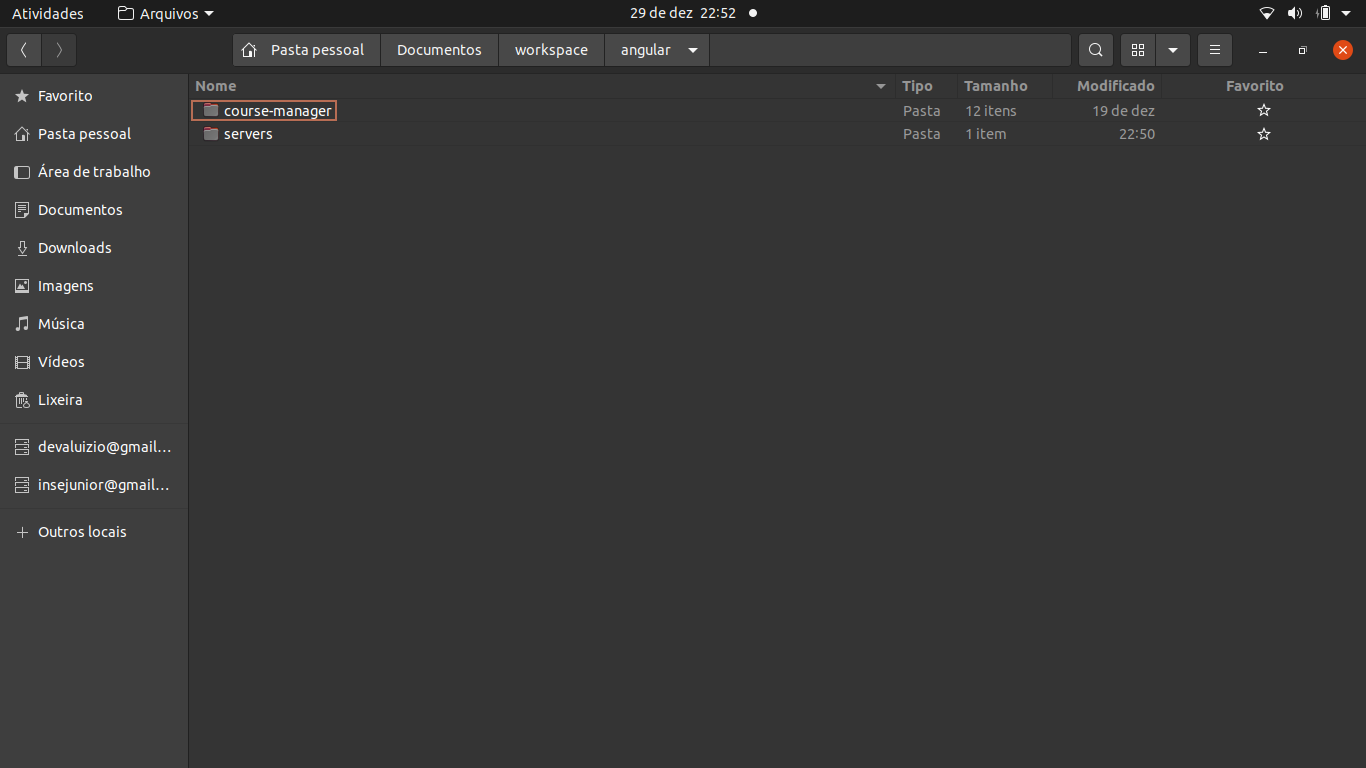 Atividades Arquivos 29 de dez 22:52
Pasta pessoal Documentos workspace angular
Nome Tipo Tamanho Modificado Favorito
course-manager Pasta 12 itens 19 de dez
servers Pasta 1 item 22:50
Favorito
Pasta pessoal
Área de trabalho
Documentos
Downloads
Imagens
Música
Vídeos
Lixeira
devaluizio@gmail…
insejunior@gmail…
Outros locais